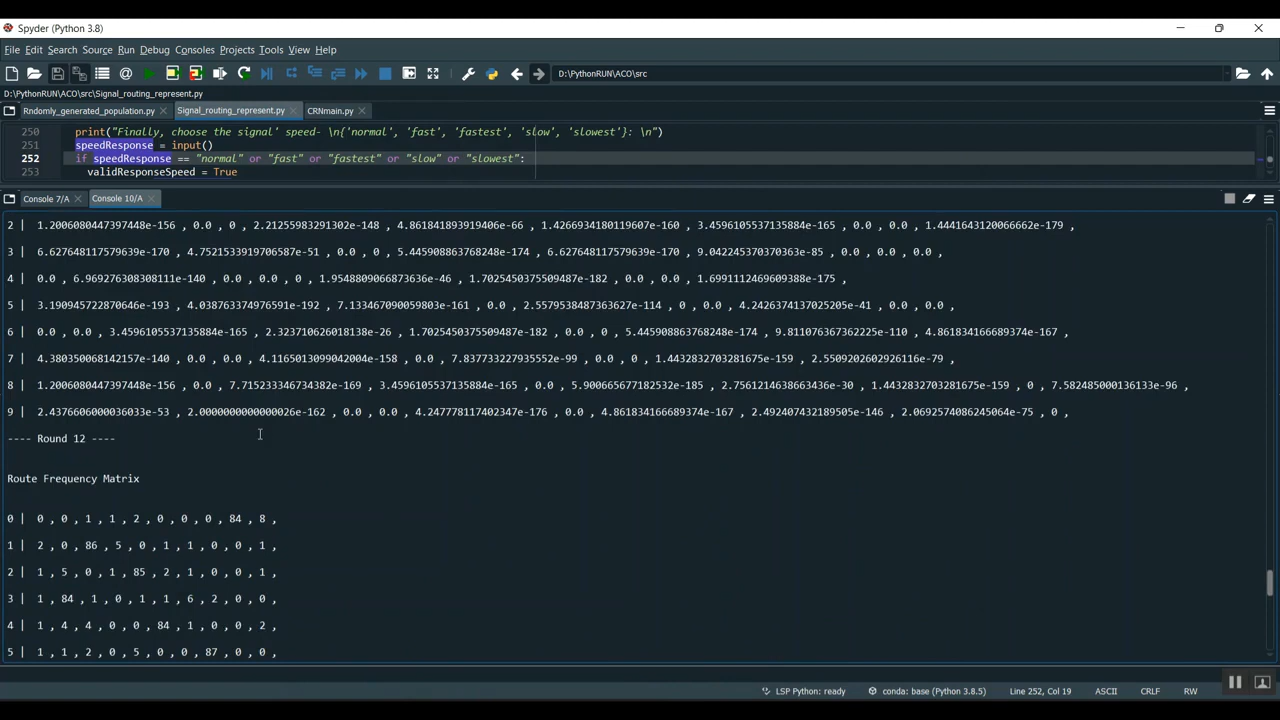 Spyder (Python 3.8)
File Edit Search Source Run Debug Consoles Projects Tools View Help
D:\PythonRUN\ACO\src
D:\PythonRUN\ACO\src\Signal_routing_represent.py
Rndomly_generated_population.py Signal_routing_represent.py CRNmain.py
250 print("Finally, choose the signal' speed- \n{'normal', 'fast', 'fastest', 'slow', 'slowest'}: \n")
251 speedResponse = input()
252 if speedResponse == "normal" or "fast" or "fastest" or "slow" or "slowest":
253 validResponseSpeed = True
Console 7/A Console 10/A
2 | 1.2006080447397448e-156 , 0.0 , 0 , 2.21255983291302e-148 , 4.861841893919406e-66 , 1.4266934180119607e-160 , 3.4596105537135884e-165 , 0.0 , 0.0 , 1.4441643120066662e-179 ,
3 | 6.627648117579639e-170 , 4.7521533919706587e-51 , 0.0 , 0 , 5.445908863768248e-174 , 6.627648117579639e-170 , 9.042245370370363e-85 , 0.0 , 0.0 , 0.0 ,
4 | 0.0 , 6.969276308308111e-140 , 0.0 , 0.0 , 0 , 1.9548809066873636e-46 , 1.7025450375509487e-182 , 0.0 , 0.0 , 1.6991112469609388e-175 ,
5 | 3.190945722870646e-193 , 4.038763374976591e-192 , 7.133467090059803e-161 , 0.0 , 2.5579538487363627e-114 , 0 , 0.0 , 4.2426374137025205e-41 , 0.0 , 0.0 ,
6 | 0.0 , 0.0 , 3.4596105537135884e-165 , 2.323710626018138e-26 , 1.7025450375509487e-182 , 0.0 , 0 , 5.445908863768248e-174 , 9.811076367362225e-110 , 4.861834166689374e-167 ,
7 | 4.380350068142157e-140 , 0.0 , 0.0 , 4.1165013099042004e-158 , 0.0 , 7.837733227935552e-99 , 0.0 , 0 , 1.4432832703281675e-159 , 2.5509202602926116e-79 ,
8 | 1.2006080447397448e-156 , 0.0 , 7.715233346734382e-169 , 3.4596105537135884e-165 , 0.0 , 5.900665677182532e-185 , 2.7561214638663436e-30 , 1.4432832703281675e-159 , 0 , 7.582485000136133e-96 ,
9 | 2.4376606000036033e-53 , 2.0000000000000026e-162 , 0.0 , 0.0 , 4.247778117402347e-176 , 0.0 , 4.861834166689374e-167 , 2.492407432189505e-146 , 2.0692574086245064e-75 , 0 ,
---- Round 12 ----
Route Frequency Matrix
0 | 0 , 0 , 1 , 1 , 2 , 0 , 0 , 0 , 84 , 8 ,
1 | 2 , 0 , 86 , 5 , 0 , 1 , 1 , 0 , 0 , 1 ,
2 | 1 , 5 , 0 , 1 , 85 , 2 , 1 , 0 , 0 , 1 ,
3 | 1 , 84 , 1 , 0 , 1 , 1 , 6 , 2 , 0 , 0 ,
4 | 1 , 4 , 4 , 0 , 0 , 84 , 1 , 0 , 0 , 2 ,
5 | 1 , 1 , 2 , 0 , 5 , 0 , 0 , 87 , 0 , 0 ,
LSP Python: ready conda: base (Python 3.8.5) Line 252, Col 19 ASCII CRLF RW